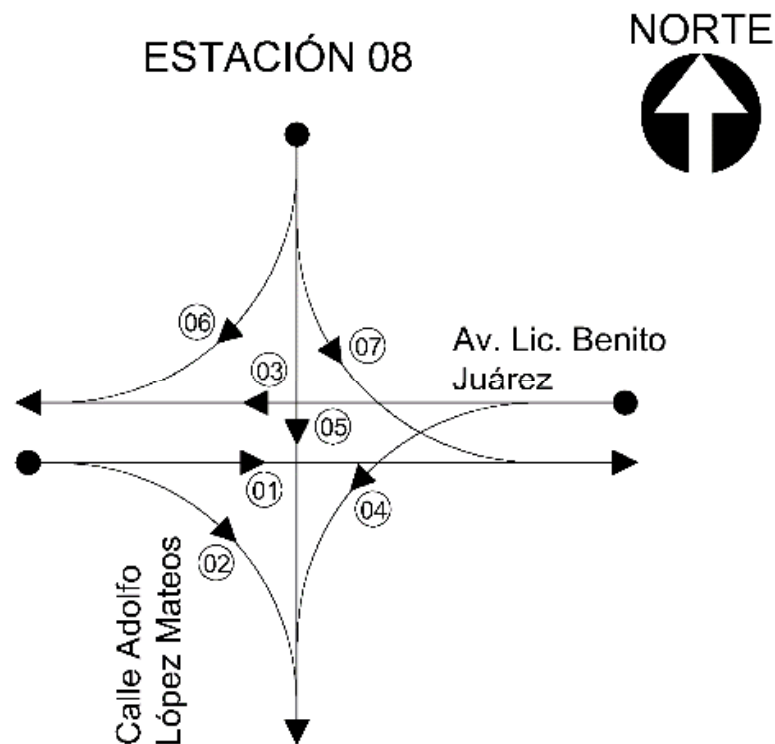 NORTE
ESTACIÓN 08
06
07
03
Av. Lic. Benito
Juárez
05
01
04
02
Calle Adolfo
López Mateos